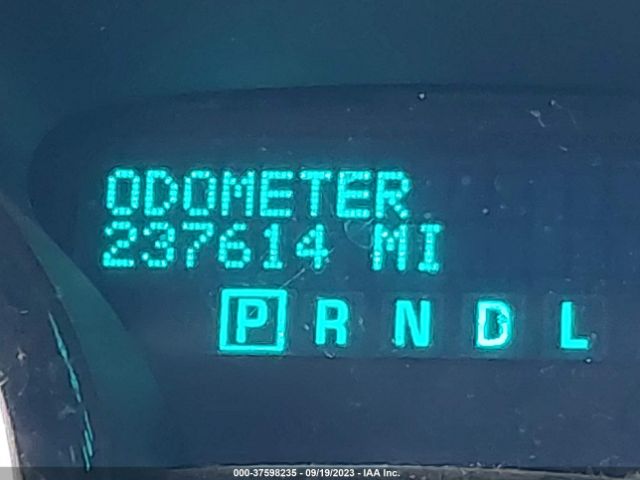 ODOMETER
237614 MI
P R N D L
000-37598235 - 09/19/2023 - IAA Inc.